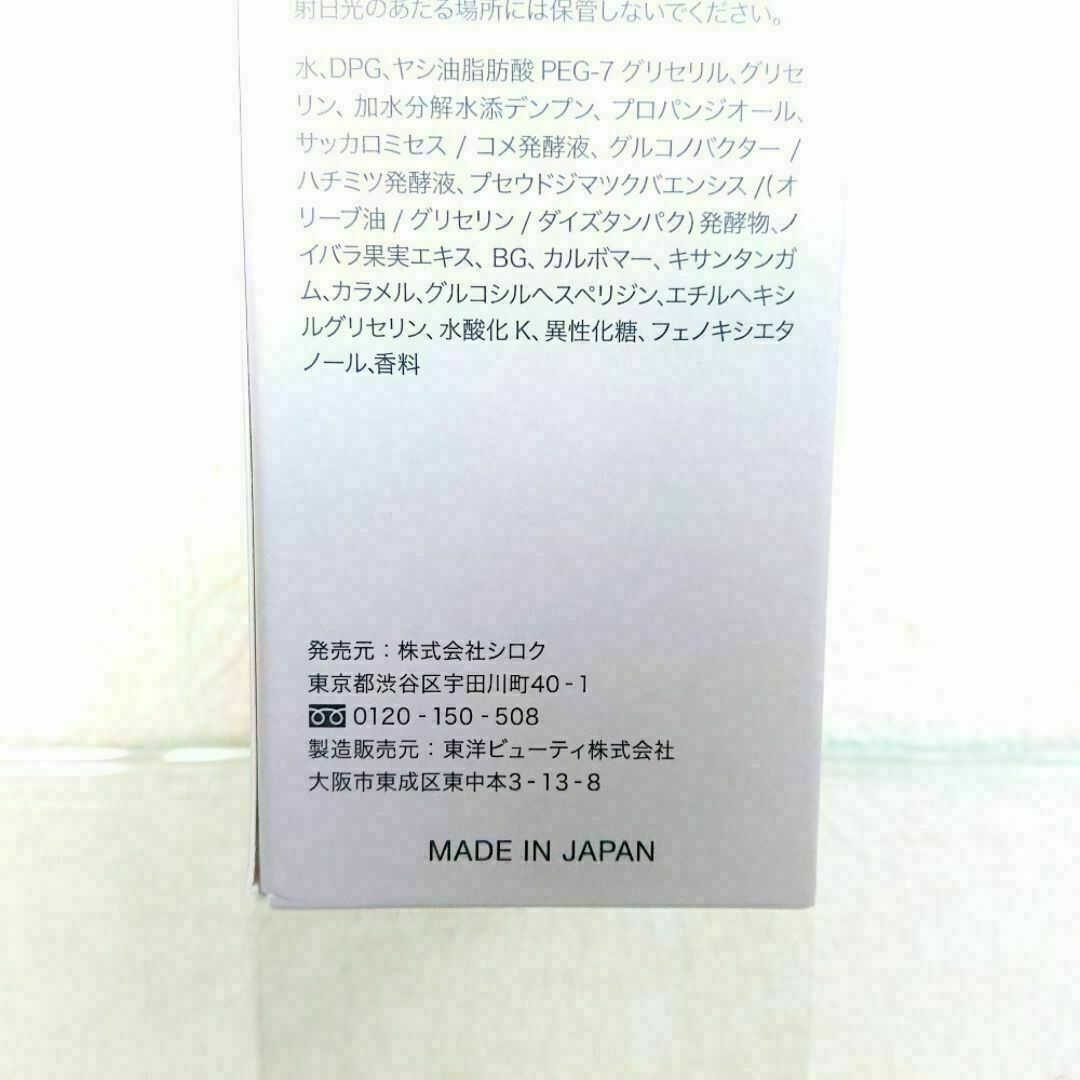 射日光のあたる場所には保管しないでください。
水、DPG、ヤシ油脂肪酸 PEG-7 グリセリル、グリセ
リン、加水分解水添デンプン、プロパンジオール、
サッカロミセス / コメ発酵液、グルコノバクター /
ハチミツ発酵液、プセウドジマツクバエンシス /(オ
リーブ油 / グリセリン / ダイズタンパク) 発酵物、ノ
イバラ果実エキス、BG、カルボマー、キサンタンガ
ム、カラメル、グルコシルヘスペリジン、エチルヘキシ
ルグリセリン、水酸化 K、異性化糖、フェノキシエタ
ノール、香料
発売元：株式会社シロク
東京都渋谷区宇田川町40 - 1
0120 - 150 - 508
製造販売元：東洋ビューティ株式会社
大阪市東成区東中本3 - 13 - 8
MADE IN JAPAN